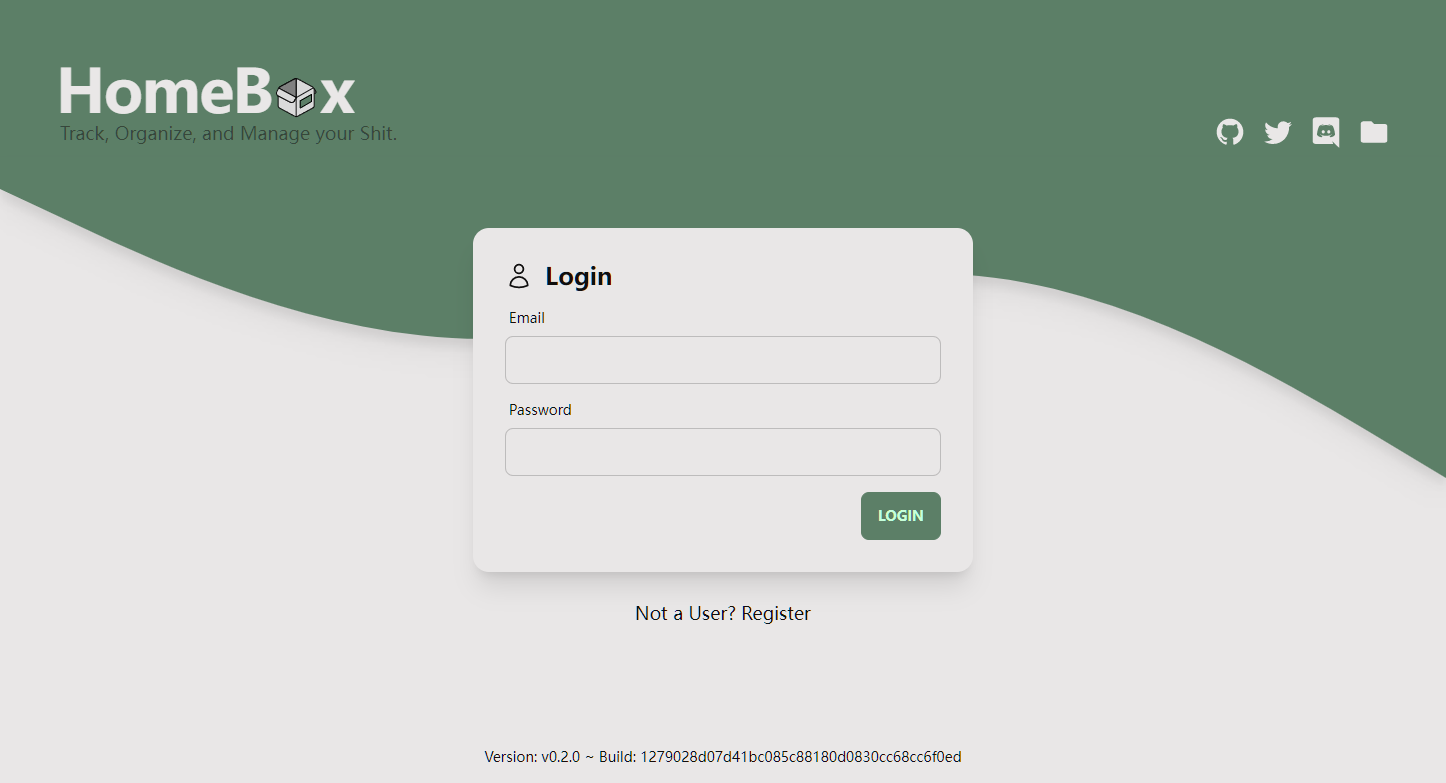 HomeBox
Track, Organize, and Manage your Shit.
Login
Email
Password
LOGIN
Not a User? Register
Version: v0.2.0 ~ Build: 1279028d07d41bc085c88180d0830cc68cc6f0ed